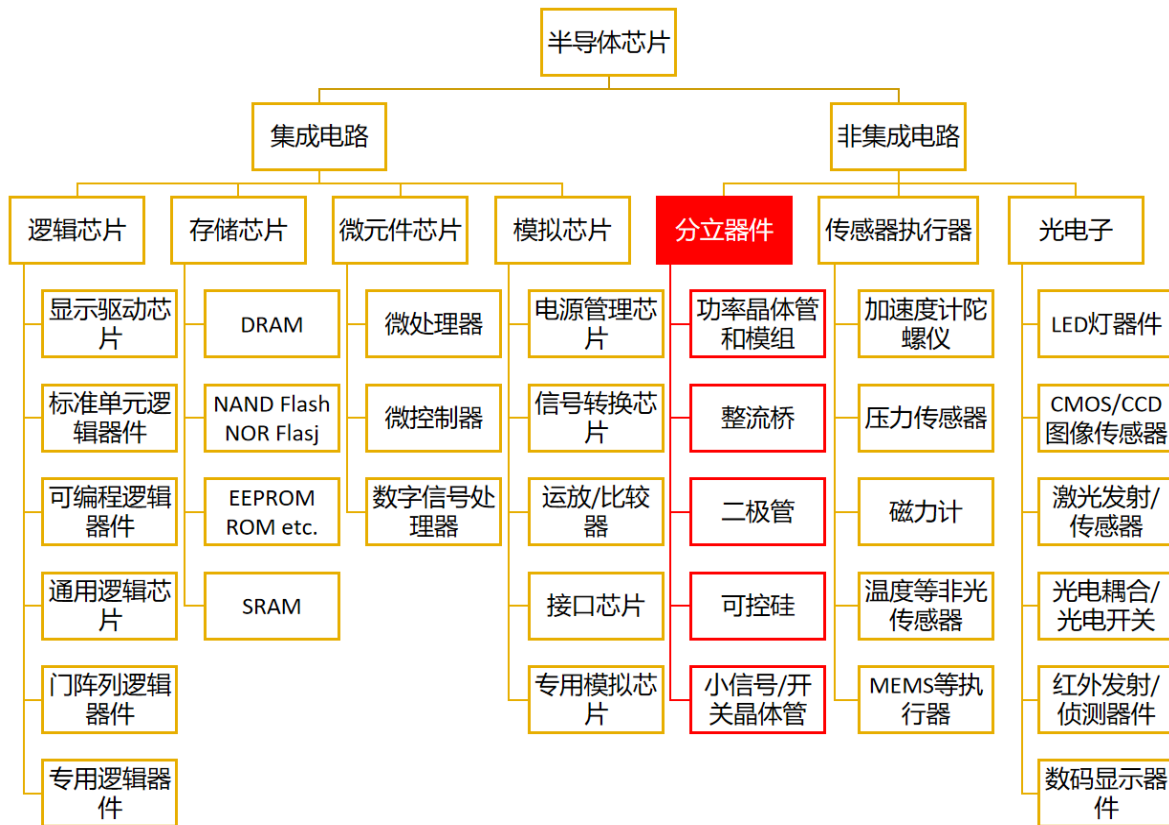 半导体芯片
集成电路
非集成电路
逻辑芯片
存储芯片
微元件芯片
模拟芯片
分立器件
传感器执行器
光电子
显示驱动芯
片
标准单元逻
辑器件
可编程逻辑
器件
通用逻辑芯
片
门阵列逻辑
器件
专用逻辑器
件
DRAM
NAND Flash
NOR Flasj
EEPROM
ROM etc.
SRAM
微处理器
微控制器
数字信号处
理器
电源管理芯
片
信号转换芯
片
运放/比较
器
接口芯片
专用模拟芯
片
功率晶体管
和模组
整流桥
二极管
可控硅
小信号/开
关晶体管
加速度计陀
螺仪
压力传感器
磁力计
温度等非光
传感器
MEMS等执
行器
LED灯器件
CMOS/CCD
图像传感器
激光发射/
传感器
光电耦合/
光电开关
红外发射/
侦测器件
数码显示器
件